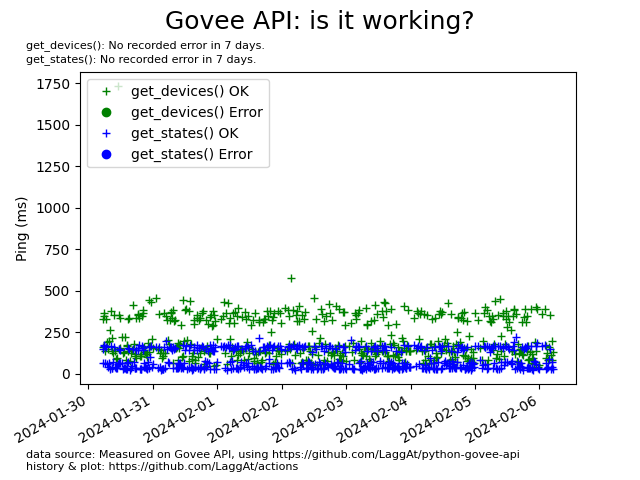 Govee API: is it working?
get_devices(): No recorded error in 7 days.
get_states(): No recorded error in 7 days.
get_devices() OK
get_devices() Error
get_states() OK
get_states() Error
Ping (ms)
1750
1500
1250
1000
750
500
250
0
2024-01-30
2024-01-31
2024-02-01
2024-02-02
2024-02-03
2024-02-04
2024-02-05
2024-02-06
data source: Measured on Govee API, using https://github.com/LaggAt/python-govee-api
history & plot: https://github.com/LaggAt/actions